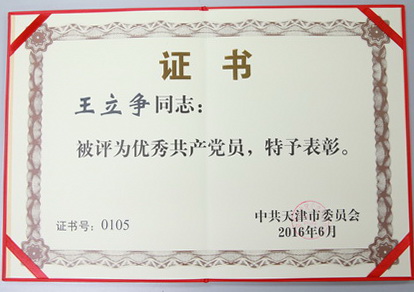 证书
王立争同志：
被评为优秀共产党员，特予表彰。
证书号：0105
中共天津市委员会
2016年6月